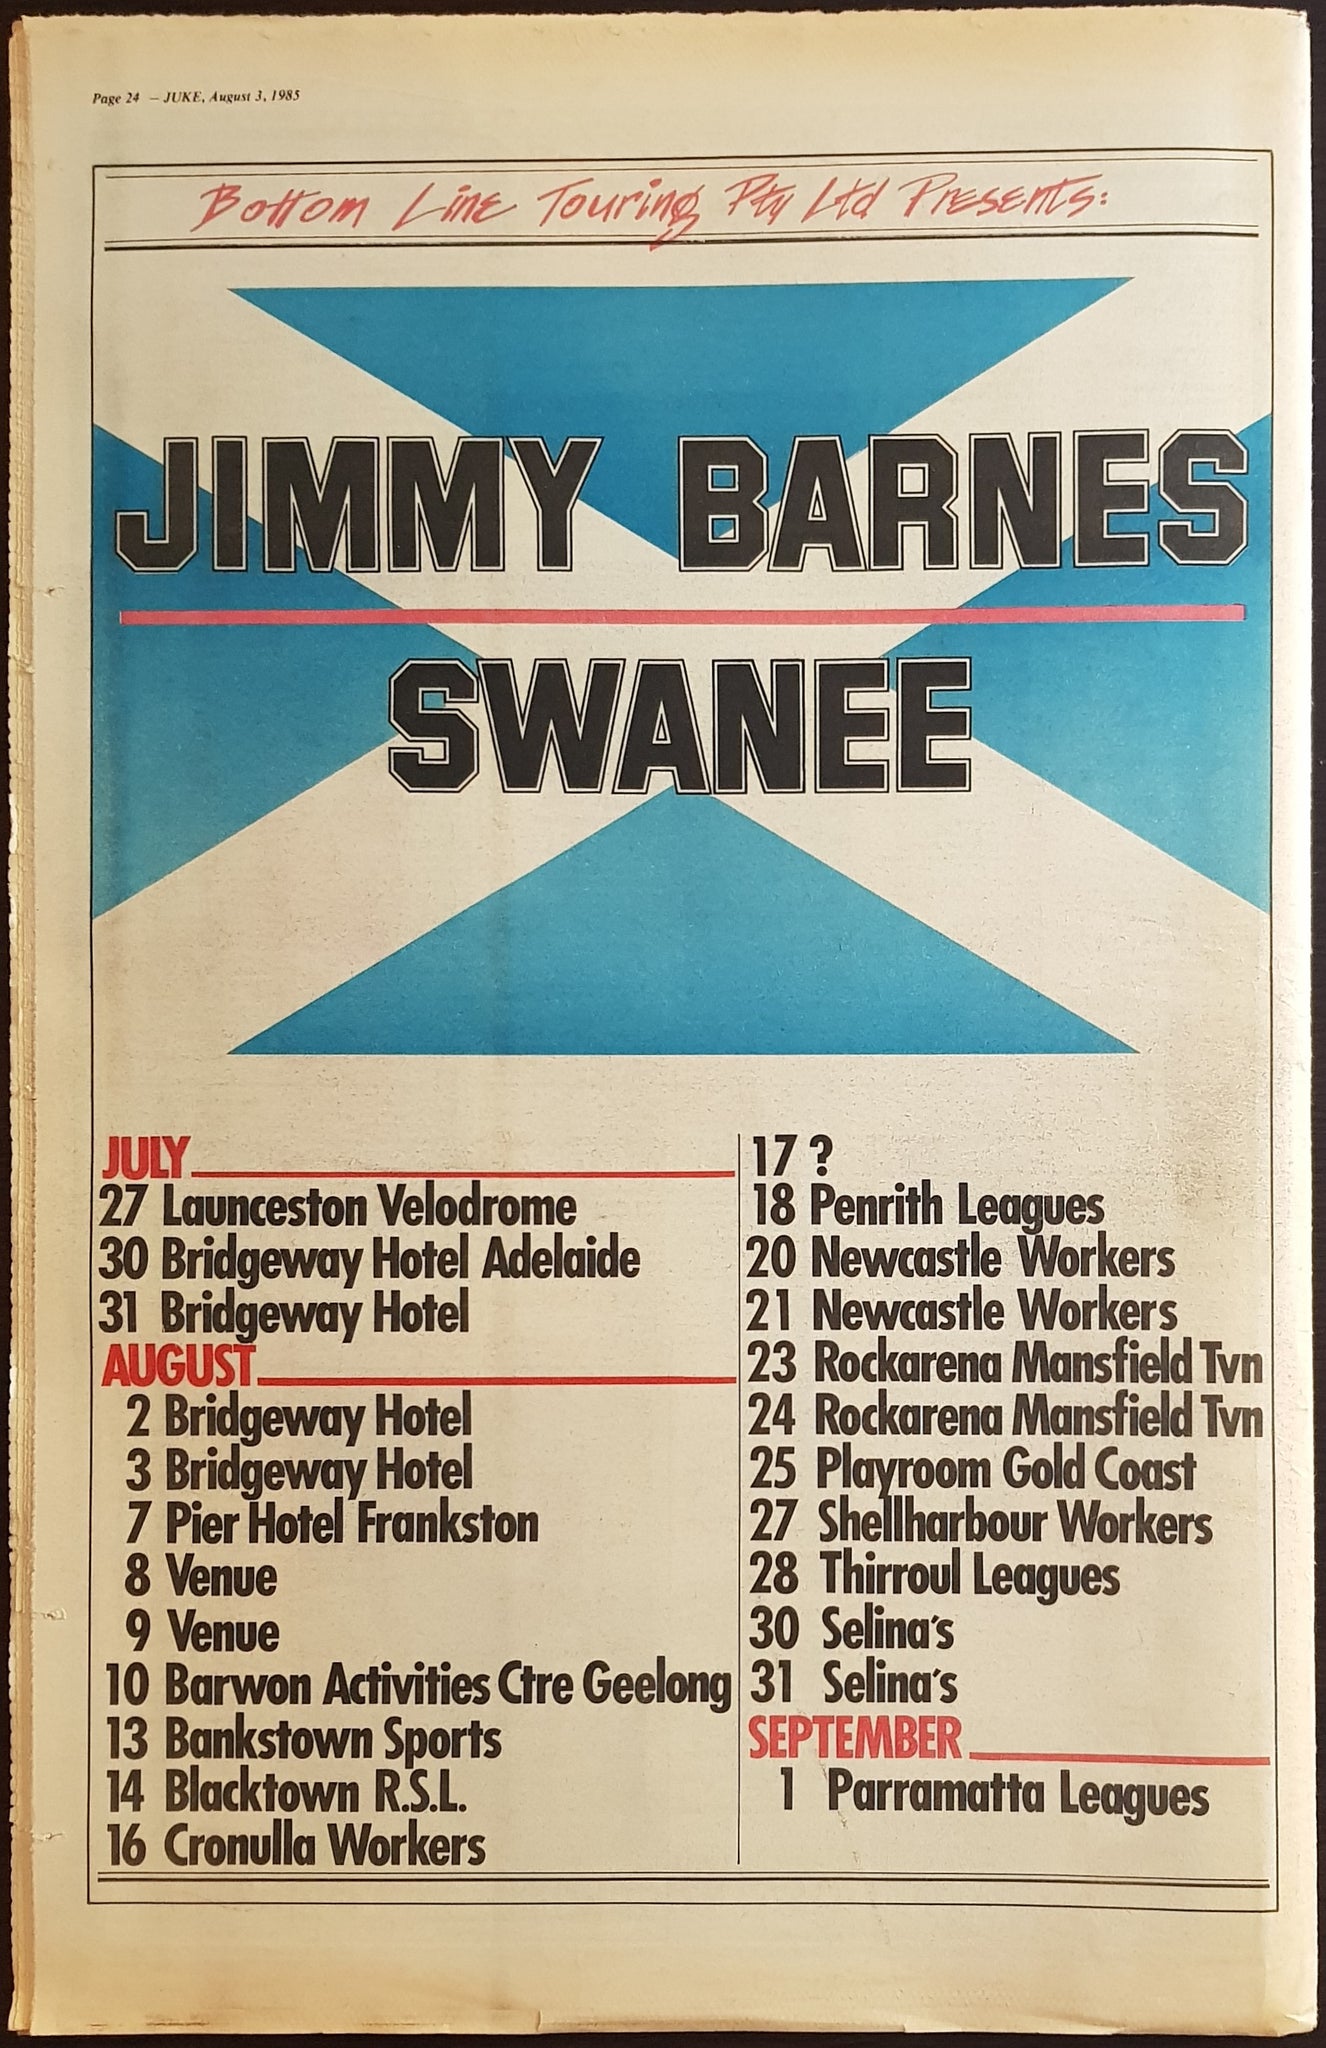 Page 24 — JUKE, August 3, 1985
Bottom Line Touring Pty Ltd Presents:
JIMMY BARNES
SWANEE
JULY
27 Launceston Velodrome
30 Bridgeway Hotel Adelaide
31 Bridgeway Hotel
AUGUST
2 Bridgeway Hotel
3 Bridgeway Hotel
7 Pier Hotel Frankston
8 Venue
9 Venue
10 Barwon Activities Ctre Geelong
13 Bankstown Sports
14 Blacktown R.S.L.
16 Cronulla Workers
17 ?
18 Penrith Leagues
20 Newcastle Workers
21 Newcastle Workers
23 Rockarena Mansfield Tvn
24 Rockarena Mansfield Tvn
25 Playroom Gold Coast
27 Shellharbour Workers
28 Thirroul Leagues
30 Selina's
31 Selina's
SEPTEMBER
1 Parramatta Leagues